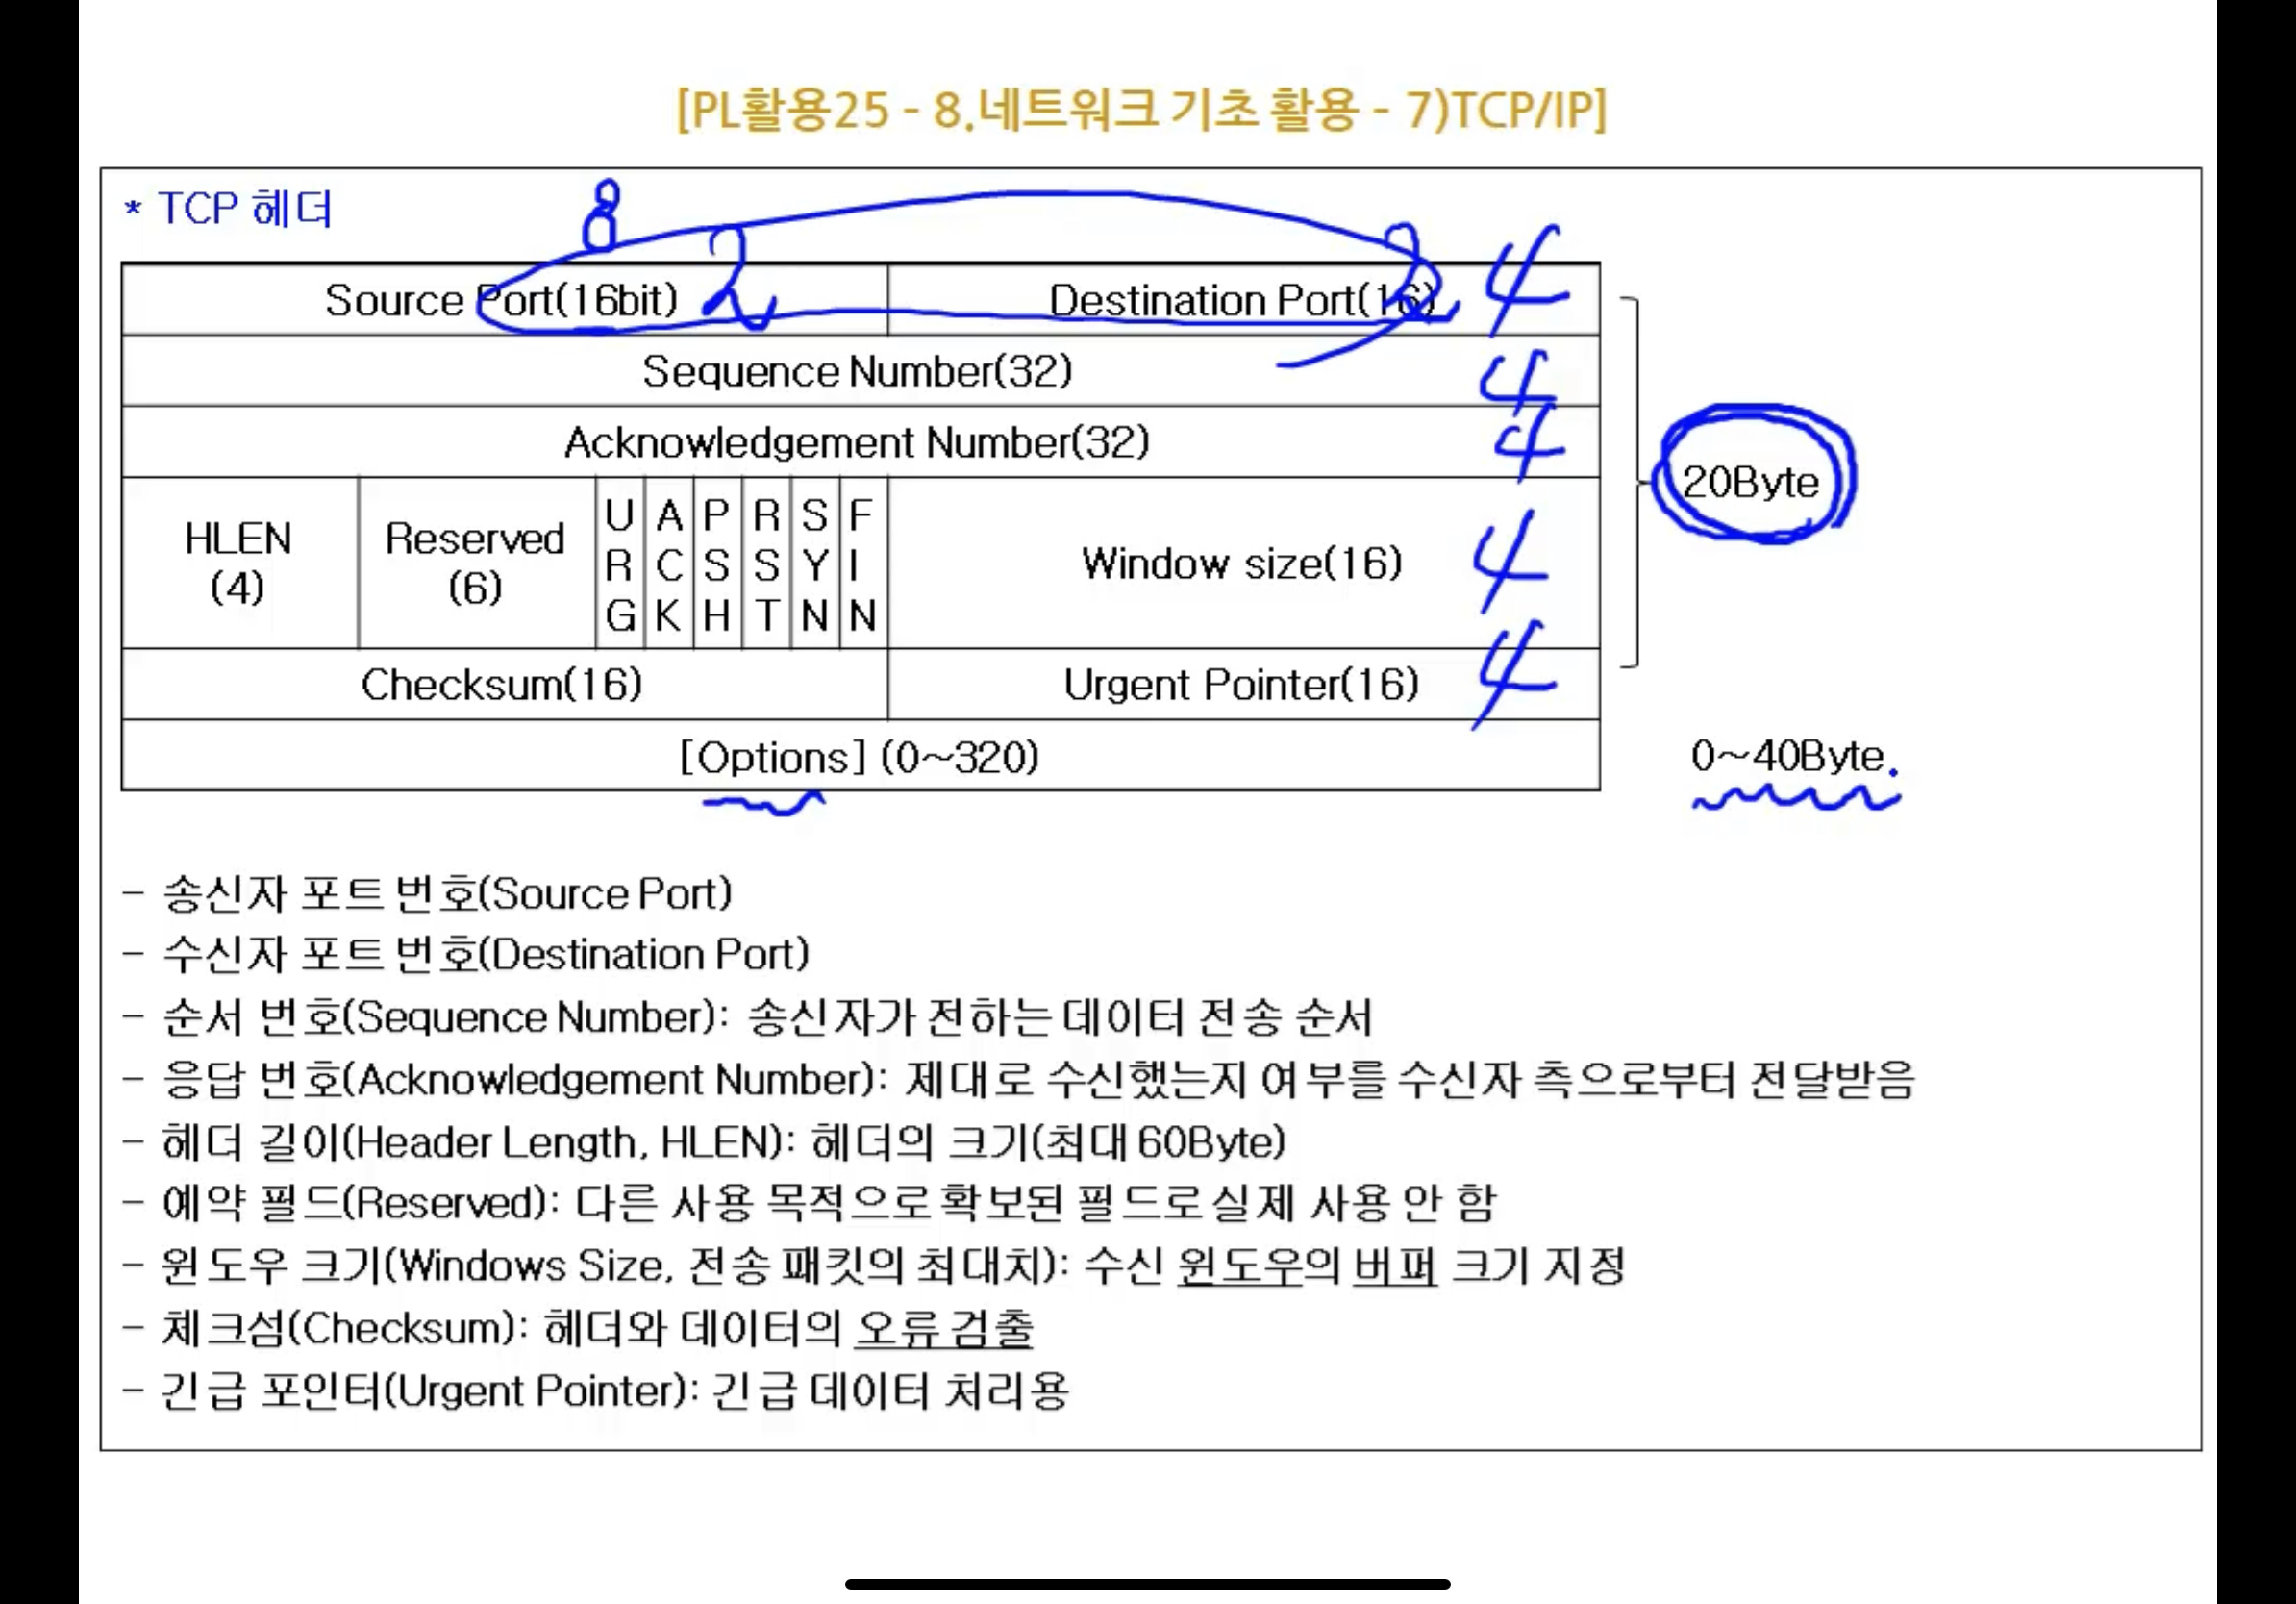 [PL활용25 - 8.네트워크 기초 활용 - 7)TCP/IP]
* TCP 헤더
8
2
2
4
Source Port(16bit)
Destination Port(16)
Sequence Number(32)
4
Acknowledgement Number(32)
4
20Byte
HLEN
(4)
Reserved
(6)
URG
ACK
PSH
RST
SYN
FIN
Window size(16)
4
Checksum(16)
Urgent Pointer(16)
4
[Options] (0~320)
0~40Byte.
- 송신자 포트 번호(Source Port)
- 수신자 포트 번호(Destination Port)
- 순서 번호(Sequence Number): 송신자가 전하는 데이터 전송 순서
- 응답 번호(Acknowledgement Number): 제대로 수신했는지 여부를 수신자 측으로부터 전달받음
- 헤더 길이(Header Length, HLEN): 헤더의 크기(최대 60Byte)
- 예약 필드(Reserved): 다른 사용 목적으로 확보된 필드로 실제 사용 안 함
- 윈도우 크기(Windows Size, 전송 패킷의 최대치): 수신 윈도우의 버퍼 크기 지정
- 체크섬(Checksum): 헤더와 데이터의 오류 검출
- 긴급 포인터(Urgent Pointer): 긴급 데이터 처리용